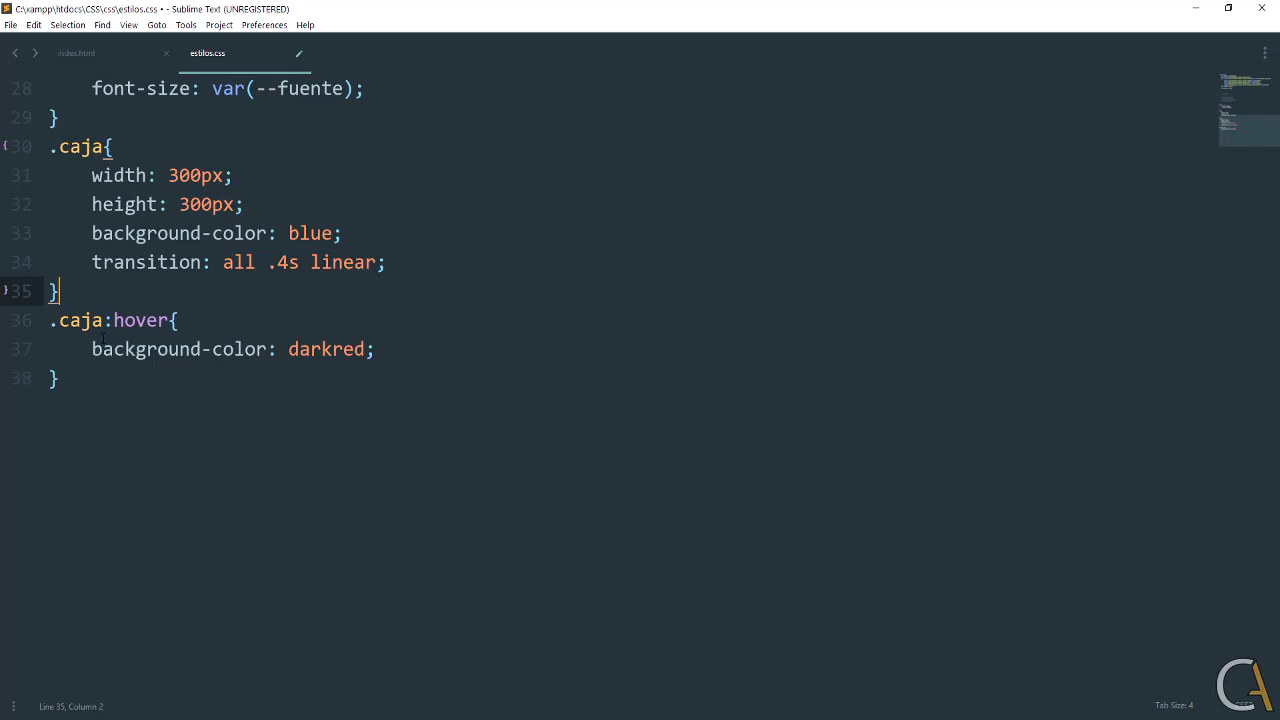 C:\xampp\htdocs\CSS\css\estilos.css • - Sublime Text (UNREGISTERED)
File Edit Selection Find View Goto Tools Project Preferences Help
index.html estilos.css
28 font-size: var(--fuente);
29 }
30 .caja{
31 width: 300px;
32 height: 300px;
33 background-color: blue;
34 transition: all .4s linear;
35 }
36 .caja:hover{
37 background-color: darkred;
38 }
Line 35, Column 2 Tab Size: 4
CA